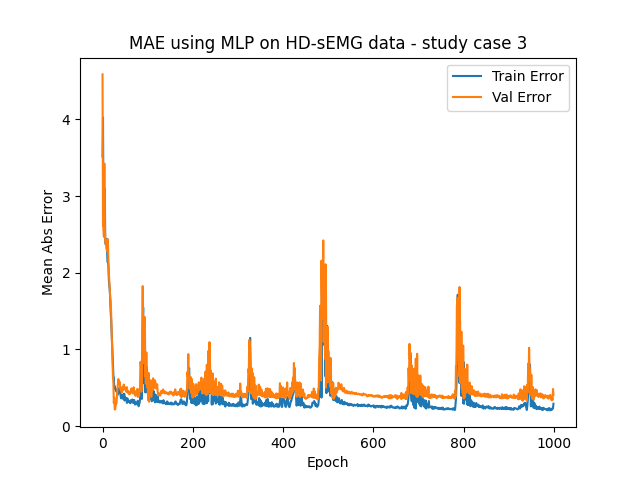 MAE using MLP on HD-sEMG data - study case 3
Train Error
Val Error
Mean Abs Error
4
3
2
1
0
0 200 400 600 800 1000
Epoch